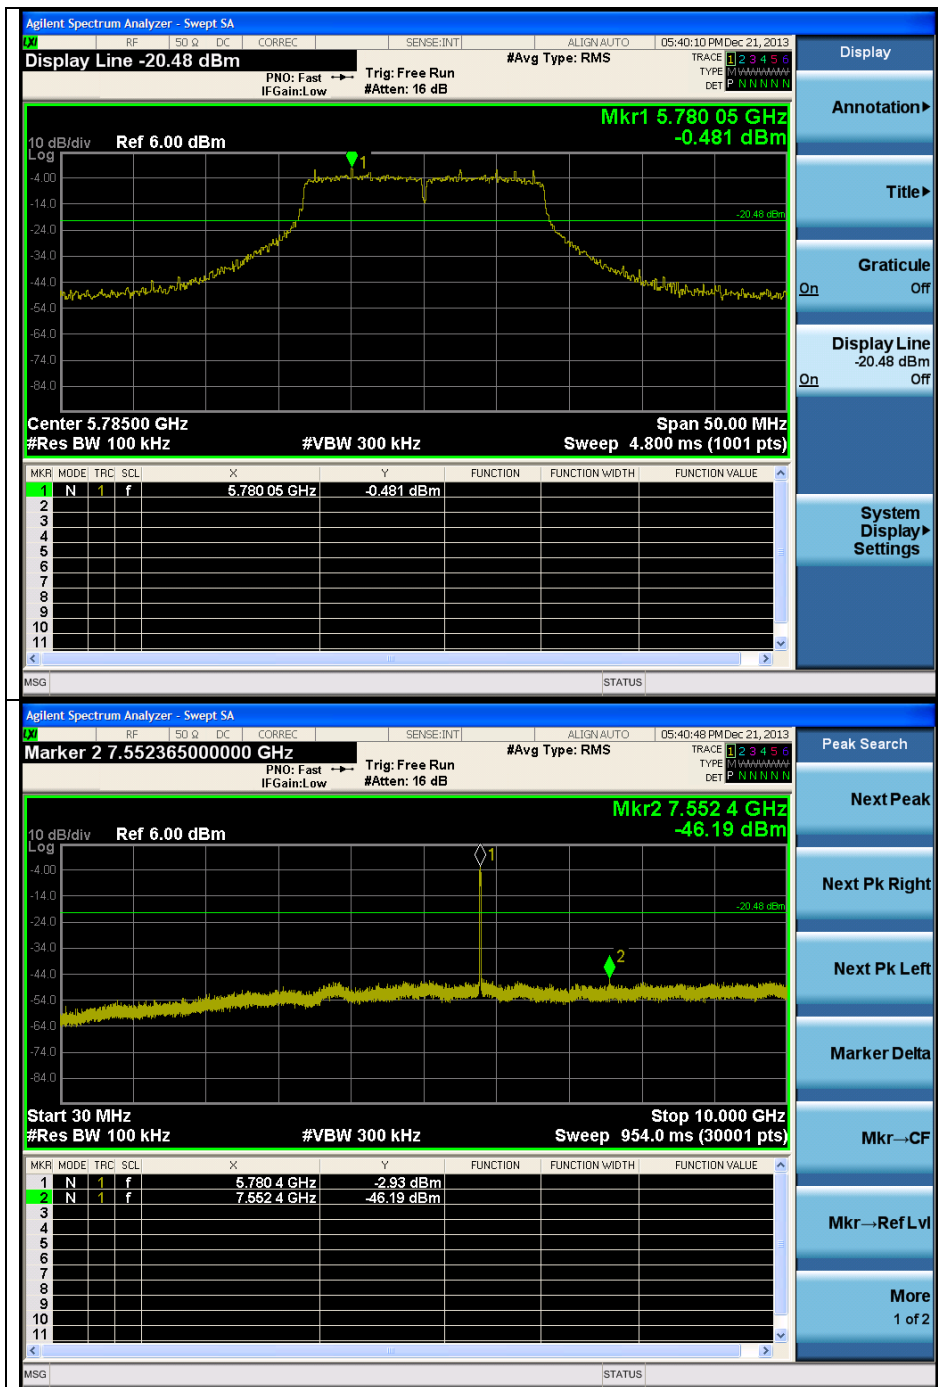 Agilent Spectrum Analyzer - Swept SA
LXI RF 50 Ω DC CORREC SENSE:INT ALIGN AUTO 05:40:10 PM Dec 21, 2013
Display Line -20.48 dBm
#Avg Type: RMS
TRACE 1 2 3 4 5 6
PNO: Fast
Trig: Free Run
TYPE M W W W W W
IFGain:Low
#Atten: 16 dB
DET P N N N N N
Mkr1 5.780 05 GHz
-0.481 dBm
10 dB/div
Ref 6.00 dBm
Log
1
-4.00
-14.0
-20.48 dBm
-24.0
-34.0
-44.0
-54.0
-64.0
-74.0
-84.0
Center 5.78500 GHz
Span 50.00 MHz
#Res BW 100 kHz
#VBW 300 kHz
Sweep 4.800 ms (1001 pts)
MKR MODE TRC SCL X Y FUNCTION FUNCTION WIDTH FUNCTION VALUE
1 N 1 f 5.780 05 GHz -0.481 dBm
2
3
4
5
6
7
8
9
10
11
MSG
STATUS
Display
Annotation
Title
Graticule
On Off
Display Line
-20.48 dBm
On Off
System
Display
Settings
Agilent Spectrum Analyzer - Swept SA
LXI RF 50 Ω DC CORREC SENSE:INT ALIGN AUTO 05:40:48 PM Dec 21, 2013
Marker 2 7.552365000000 GHz
#Avg Type: RMS
TRACE 1 2 3 4 5 6
PNO: Fast
Trig: Free Run
TYPE M W W W W W
IFGain:Low
#Atten: 16 dB
DET P N N N N N
Mkr2 7.552 4 GHz
-46.19 dBm
10 dB/div
Ref 6.00 dBm
Log
1
-4.00
-14.0
-20.48 dBm
-24.0
-34.0
2
-44.0
-54.0
-64.0
-74.0
-84.0
Start 30 MHz
Stop 10.000 GHz
#Res BW 100 kHz
#VBW 300 kHz
Sweep 954.0 ms (30001 pts)
MKR MODE TRC SCL X Y FUNCTION FUNCTION WIDTH FUNCTION VALUE
1 N 1 f 5.780 4 GHz -2.93 dBm
2 N 1 f 7.552 4 GHz -46.19 dBm
3
4
5
6
7
8
9
10
11
MSG
STATUS
Peak Search
Next Peak
Next Pk Right
Next Pk Left
Marker Delta
Mkr→CF
Mkr→Ref Lvl
More
1 of 2